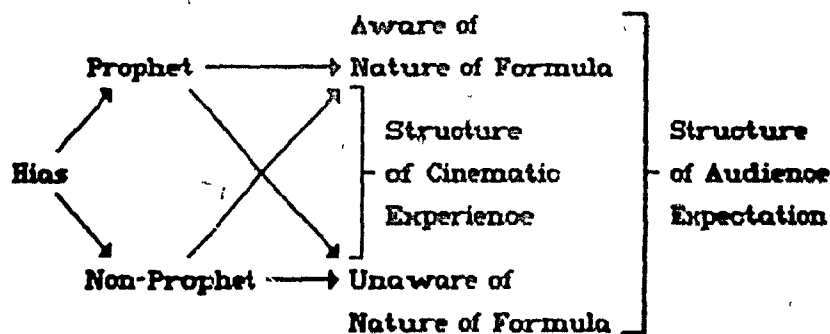 Aware of
Prophet Nature of Formula
Structure Structure
Hias of Cinematic of Audience
Experience Expectation
Non-Prophet Unaware of
Nature of Formula